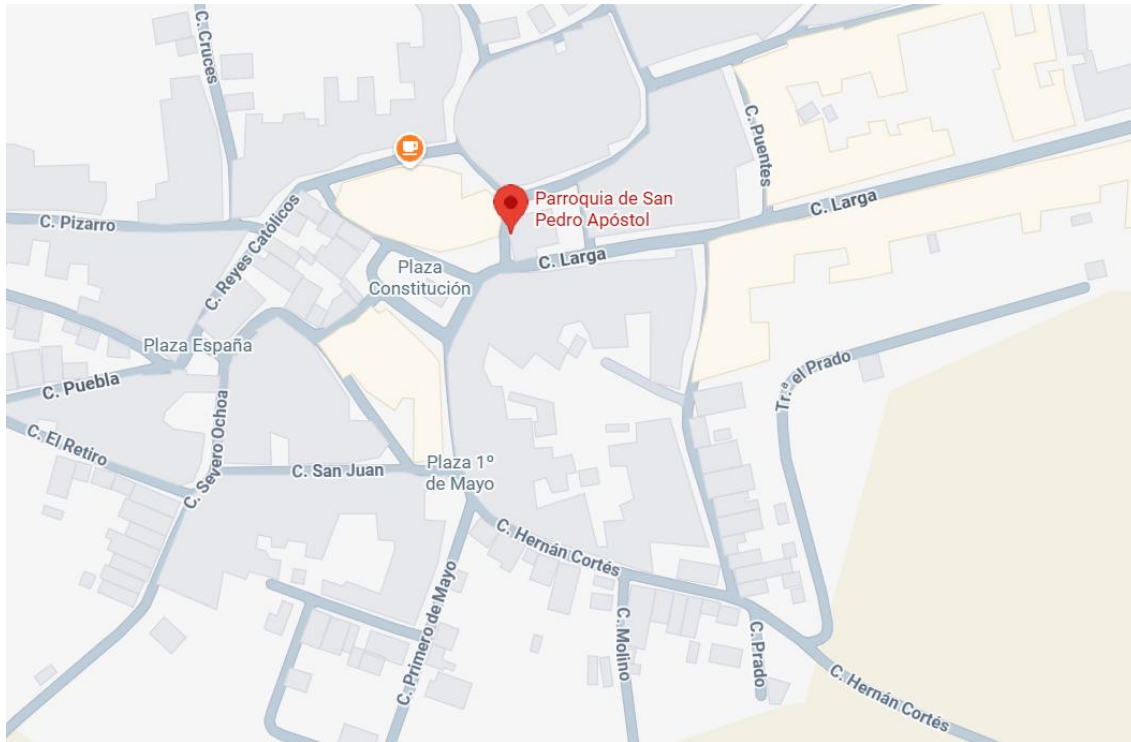 C. Cruces
C. Puentes
Parroquia de San
Pedro Apóstol
C. Larga
C. Pizarro
C. Reyes Católicos
C. Larga
Plaza
Constitución
Plaza España
C. Puebla
Tr.ª el Prado
C. El Retiro
C. Severo Ochoa
C. San Juan
Plaza 1º
de Mayo
C. Hernán Cortés
C. Primero de Mayo
C. Molino
C. Prado
C. Hernán Cortés